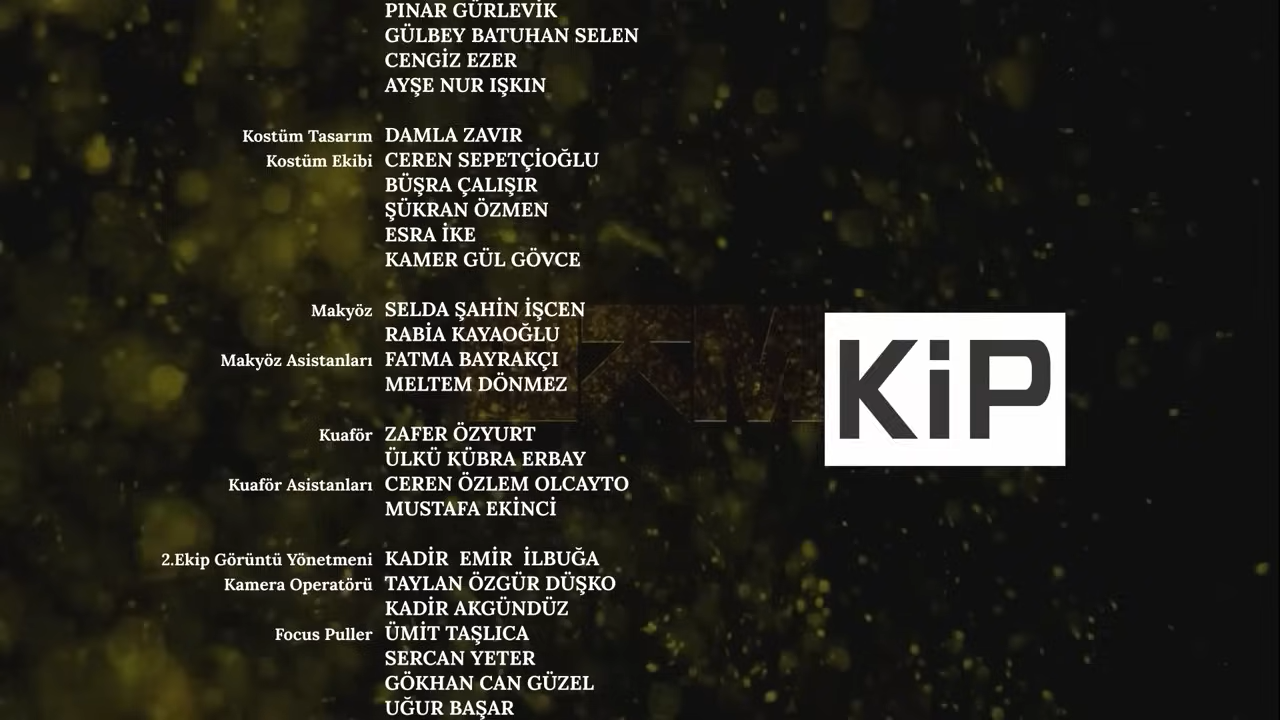 PINAR GÜRLEVİK
GÜLBEY BATUHAN SELEN
CENGİZ EZER
AYŞE NUR IŞKIN
Kostüm Tasarım DAMLA ZAVIR
Kostüm Ekibi CEREN SEPETÇİOĞLU
BÜŞRA ÇALIŞIR
ŞÜKRAN ÖZMEN
ESRA İKE
KAMER GÜL GÖVCE
Makyöz SELDA ŞAHİN İŞCEN
RABİA KAYAOĞLU
Makyöz Asistanları FATMA BAYRAKÇI
MELTEM DÖNMEZ
KiP
Kuaför ZAFER ÖZYURT
ÜLKÜ KÜBRA ERBAY
Kuaför Asistanları CEREN ÖZLEM OLCAYTO
MUSTAFA EKİNCİ
2.Ekip Görüntü Yönetmeni KADİR EMİR İLBUĞA
Kamera Operatörü TAYLAN ÖZGÜR DÜŞKO
KADİR AKGÜNDÜZ
Focus Puller ÜMİT TAŞLICA
SERCAN YETER
GÖKHAN CAN GÜZEL
UĞUR BAŞAR